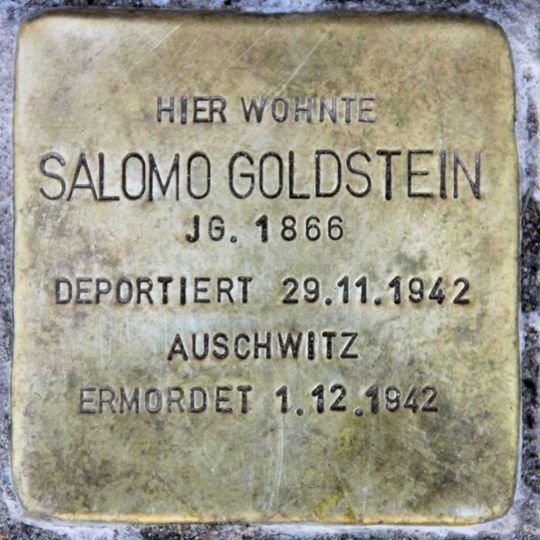 HIER WOHNTE
SALOMO GOLDSTEIN
JG. 1866
DEPORTIERT 29.11.1942
AUSCHWITZ
ERMORDET 1.12.1942